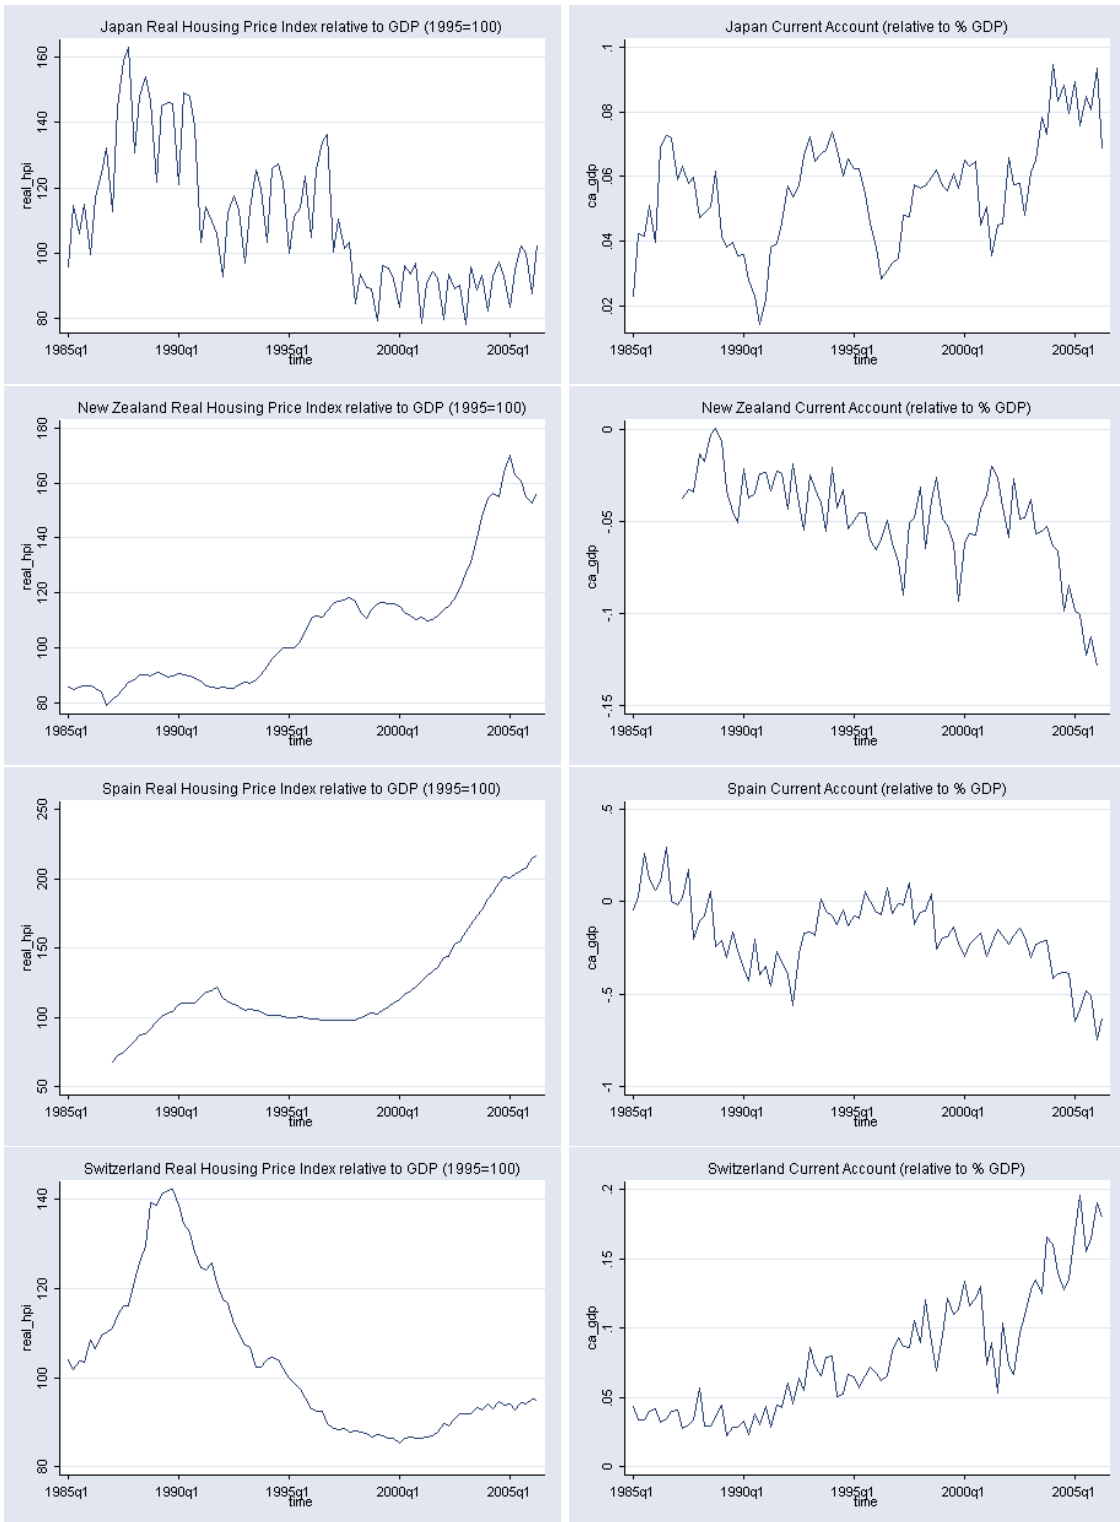 Japan Real Housing Price Index relative to GDP (1995=100)
real_hpi
160
140
120
100
80
1985q1 1990q1 1995q1 2000q1 2005q1
time
Japan Current Account (relative to % GDP)
ca_gdp
.1
.08
.06
.04
.02
1985q1 1990q1 1995q1 2000q1 2005q1
time
New Zealand Real Housing Price Index relative to GDP (1995=100)
real_hpi
180
160
140
120
100
80
1985q1 1990q1 1995q1 2000q1 2005q1
time
New Zealand Current Account (relative to % GDP)
ca_gdp
0
-.05
-.1
-.15
1985q1 1990q1 1995q1 2000q1 2005q1
time
Spain Real Housing Price Index relative to GDP (1995=100)
real_hpi
250
200
150
100
50
1985q1 1990q1 1995q1 2000q1 2005q1
time
Spain Current Account (relative to % GDP)
ca_gdp
.5
0
-.5
-1
1985q1 1990q1 1995q1 2000q1 2005q1
time
Switzerland Real Housing Price Index relative to GDP (1995=100)
real_hpi
140
120
100
80
1985q1 1990q1 1995q1 2000q1 2005q1
time
Switzerland Current Account (relative to % GDP)
ca_gdp
.2
.15
.1
.05
0
1985q1 1990q1 1995q1 2000q1 2005q1
time